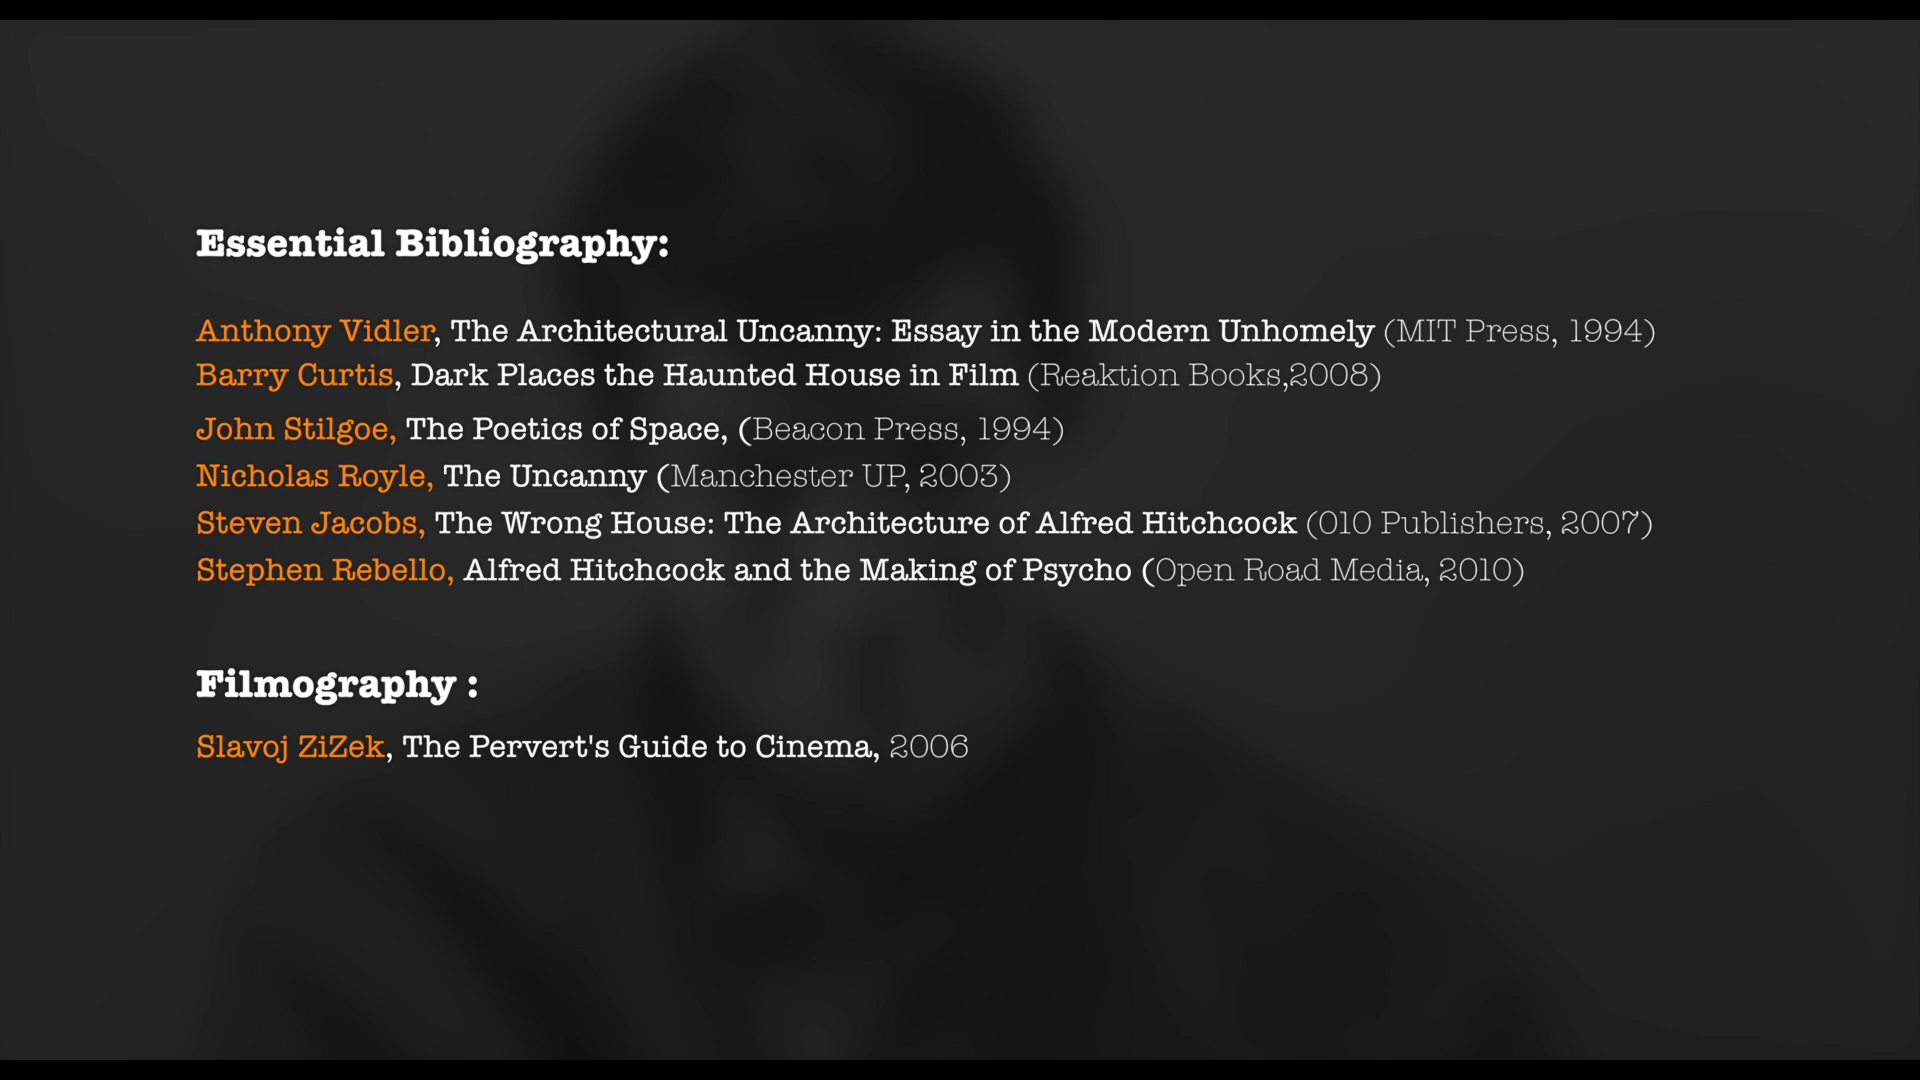 Essential Bibliography:
Anthony Vidler, The Architectural Uncanny: Essay in the Modern Unhomely (MIT Press, 1994)
Barry Curtis, Dark Places the Haunted House in Film (Reaktion Books,2008)
John Stilgoe, The Poetics of Space, (Beacon Press, 1994)
Nicholas Royle, The Uncanny (Manchester UP, 2003)
Steven Jacobs, The Wrong House: The Architecture of Alfred Hitchcock (010 Publishers, 2007)
Stephen Rebello, Alfred Hitchcock and the Making of Psycho (Open Road Media, 2010)
Filmography :
Slavoj ZiZek, The Pervert's Guide to Cinema, 2006